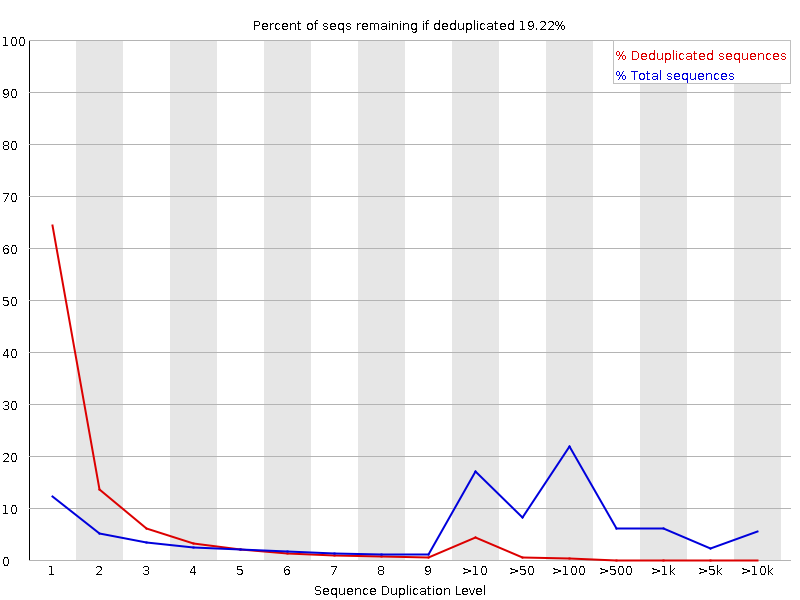 Percent of seqs remaining if deduplicated 19.22%
% Deduplicated sequences
% Total sequences
100
90
80
70
60
50
40
30
20
10
0
1 2 3 4 5 6 7 8 9 >10 >50 >100 >500 >1k >5k >10k
Sequence Duplication Level